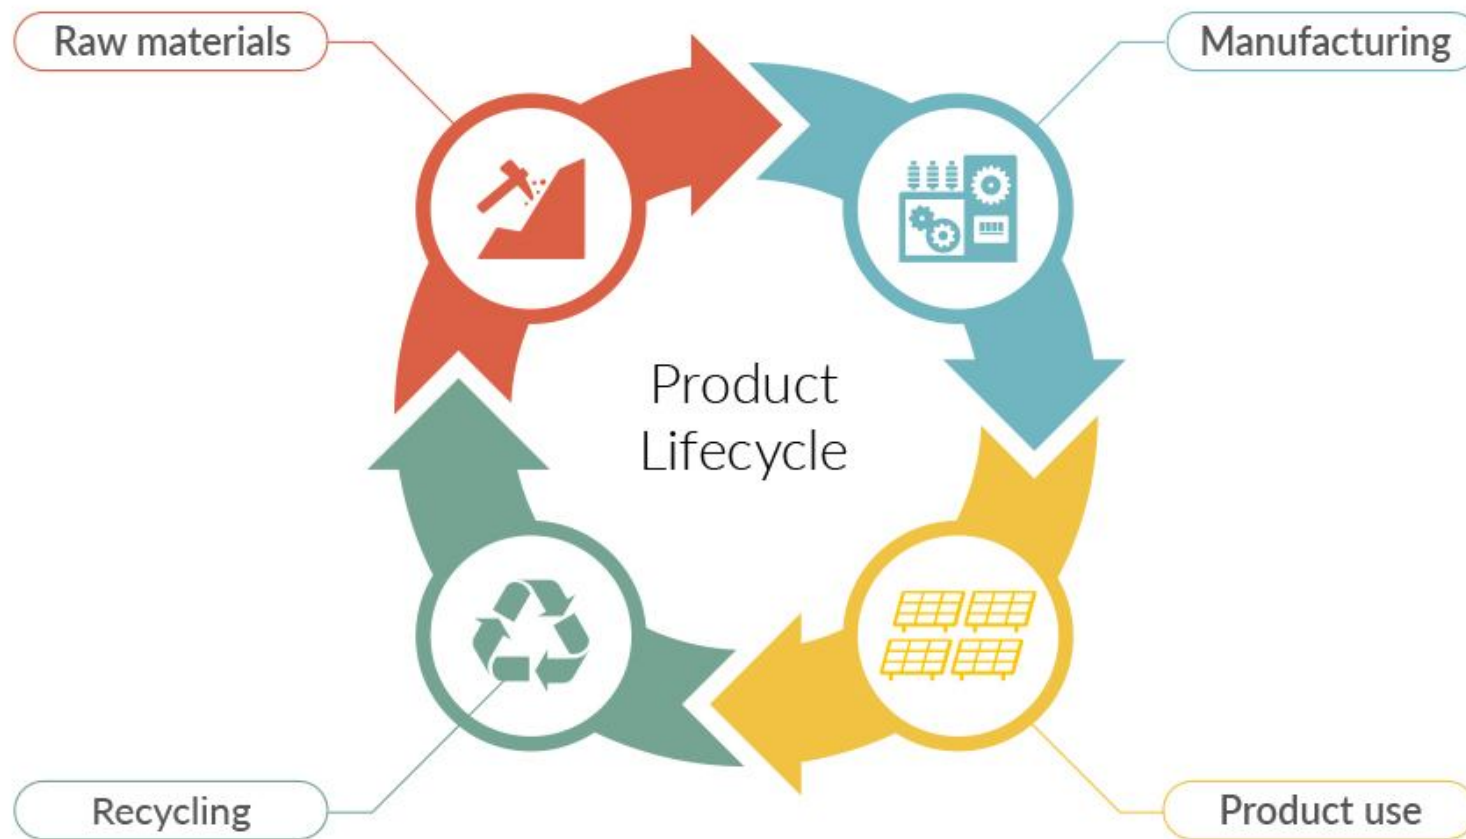 Raw materials
Manufacturing
Product
Lifecycle
Recycling
Product use